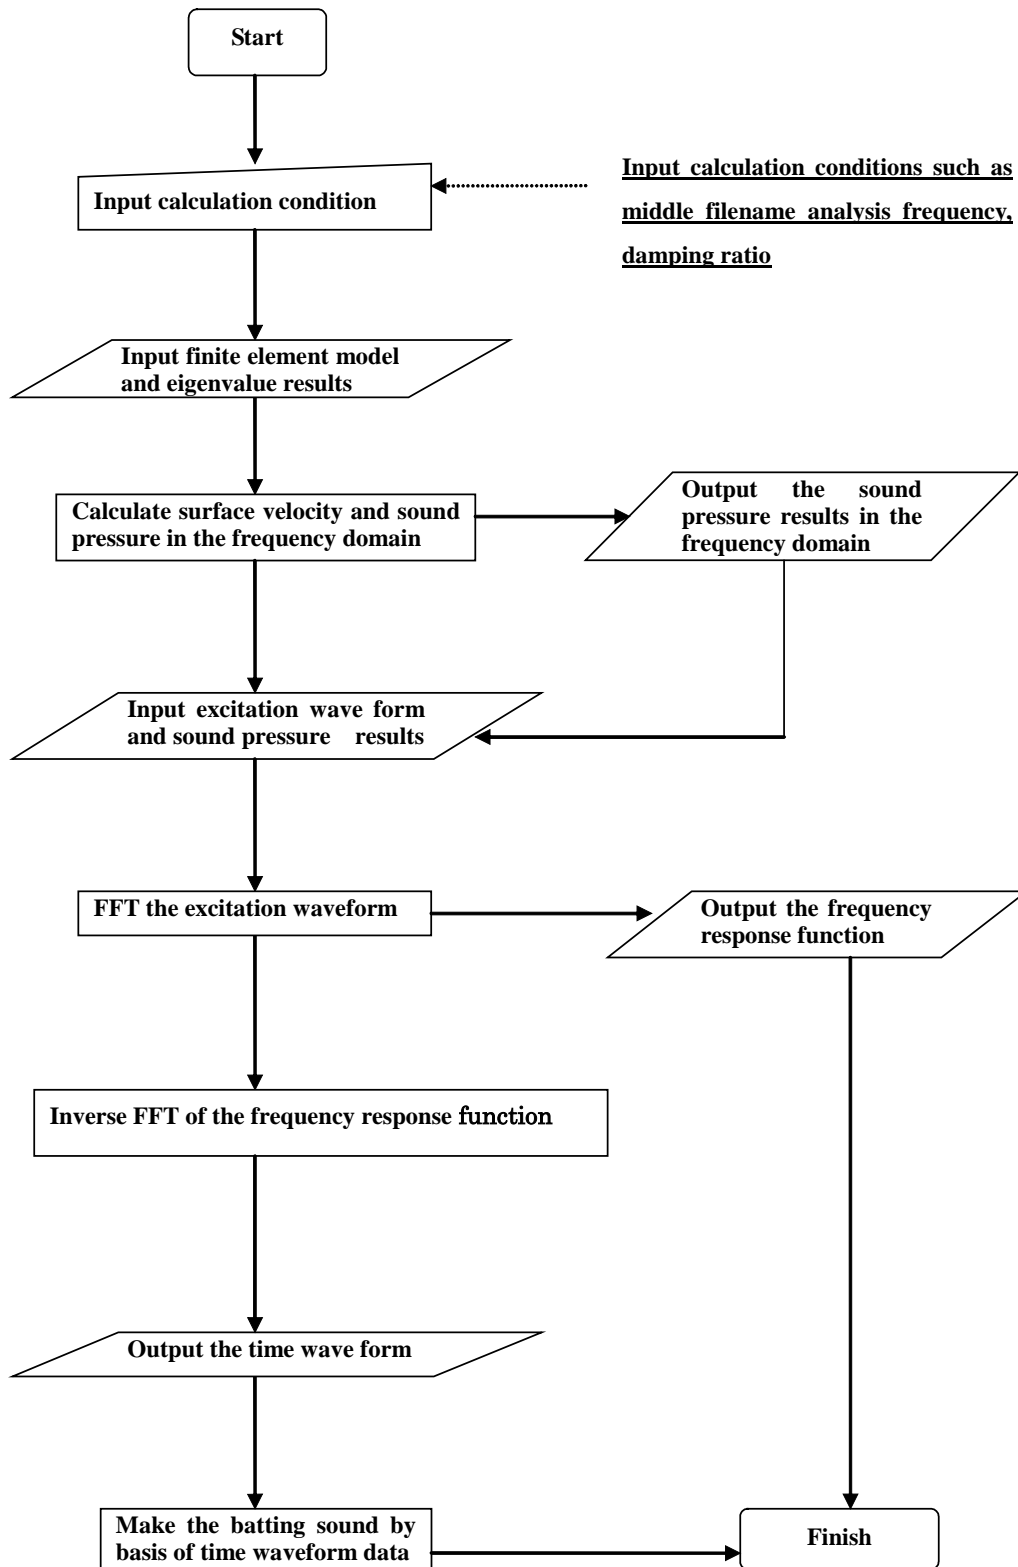 Start
Input calculation condition
Input calculation conditions such as
middle filename analysis frequency,
damping ratio
Input finite element model
and eigenvalue results
Calculate surface velocity and sound
pressure in the frequency domain
Output the sound
pressure results in the
frequency domain
Input excitation wave form
and sound pressure results
FFT the excitation waveform
Output the frequency
response function
Inverse FFT of the frequency response function
Output the time wave form
Make the batting sound by
basis of time waveform data
Finish